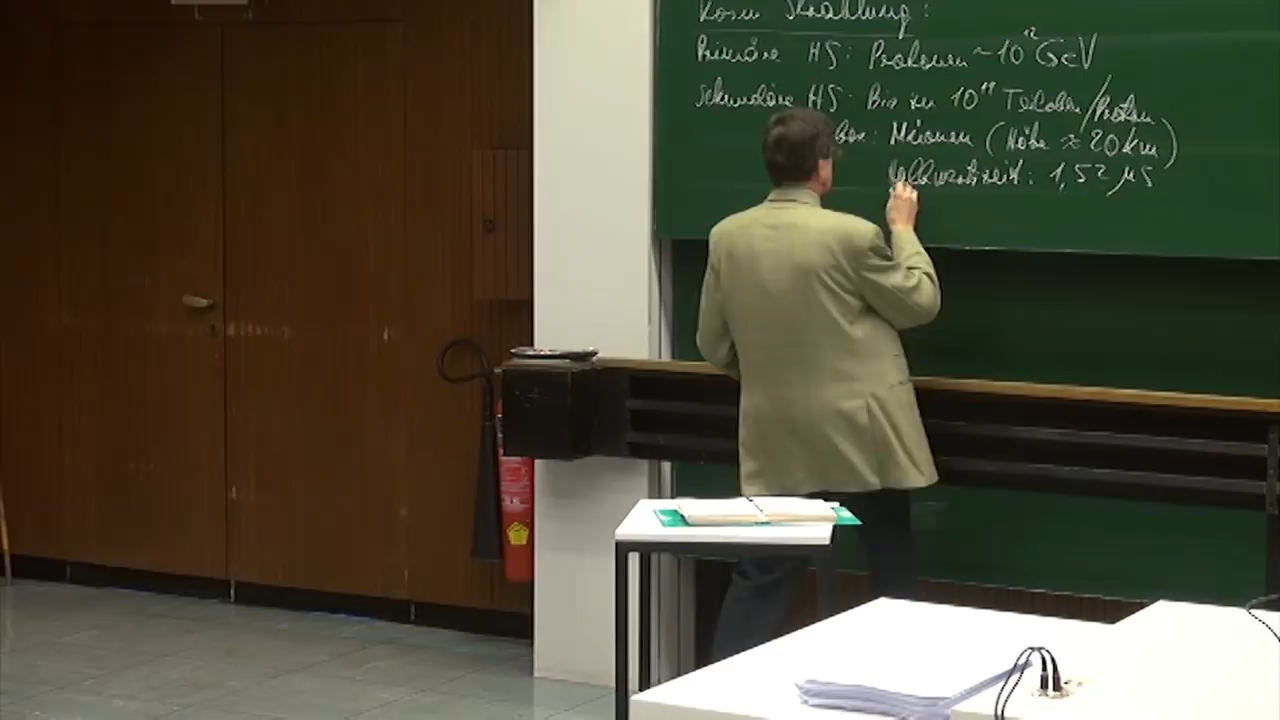 Kosm Strahlung:
Primäre HS: Protonen ~ 10¹² GeV
Sekundäre HS: Bis zu 10¹¹ Teilchen/Proton
: Müonen (Höhe ≈ 20 km)
Halbwertszeit: 1,52 µs